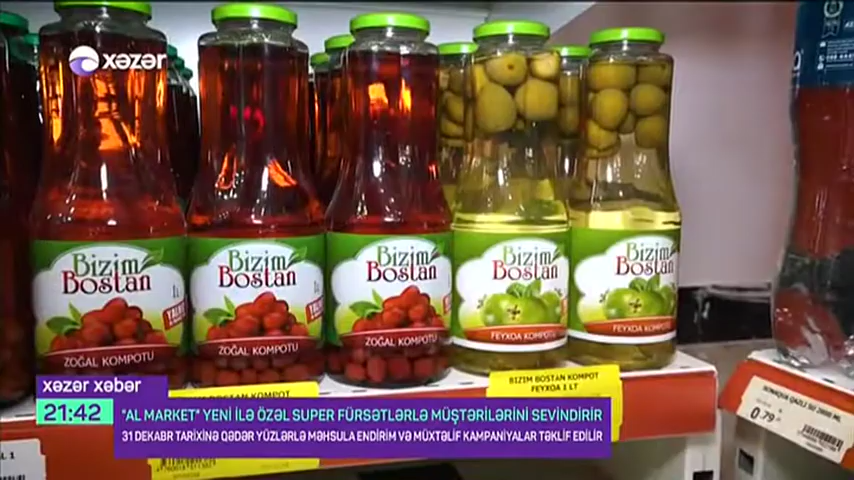 xəzər
Bizim
BOSTAN
1L
ZOĞAL KOMPOTU
Bizim
BOSTAN
1L
ZOĞAL KOMPOTU
Bizim
BOSTAN
ZOĞAL KOMPOTU
Bizim
BOSTAN
FEYXOA KOMPOTU
Bizim
BOSTAN
FEYXOA KOMPOTU
BIZIM BOSTAN KOMPOT
FEYXOA 1 LT
0.79
xəzər xəbər
21:42
"AL MARKET" YENİ İLƏ ÖZƏL SUPER FÜRSƏTLƏRLƏ MÜŞTƏRİLƏRİNİ SEVİNDİRİR
31 DEKABR TARİXİNƏ QƏDƏR YÜZLƏRLƏ MƏHSULA ENDİRİM VƏ MÜXTƏLİF KAMPANİYALAR TƏKLİF EDİLİR